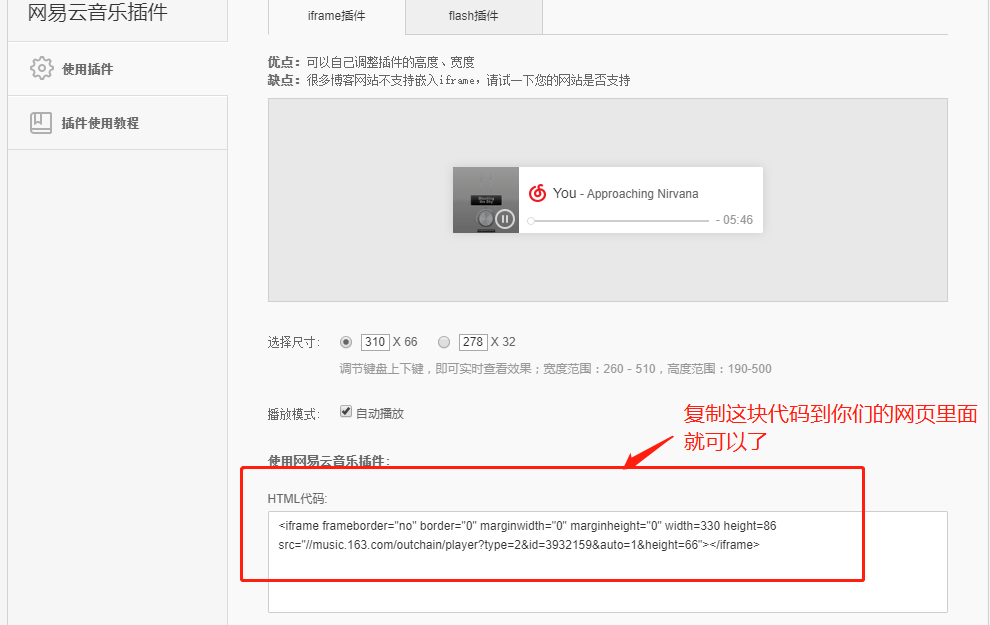 网易云音乐插件
iframe插件
flash插件
使用插件
插件使用教程
优点：可以自己调整插件的高度、宽度
缺点：很多博客网站不支持嵌入iframe，请试一下您的网站是否支持
You - Approaching Nirvana
- 05:46
选择尺寸： 310 X 66 278 X 32
调节键盘上下键，即可实时查看效果；宽度范围：260 - 510，高度范围：190-500
播放模式： 自动播放
复制这块代码到你们的网页里面
就可以了
使用网易云音乐插件：
HTML代码:
<iframe frameborder="no" border="0" marginwidth="0" marginheight="0" width=330 height=86
src="//music.163.com/outchain/player?type=2&id=3932159&auto=1&height=66"></iframe>